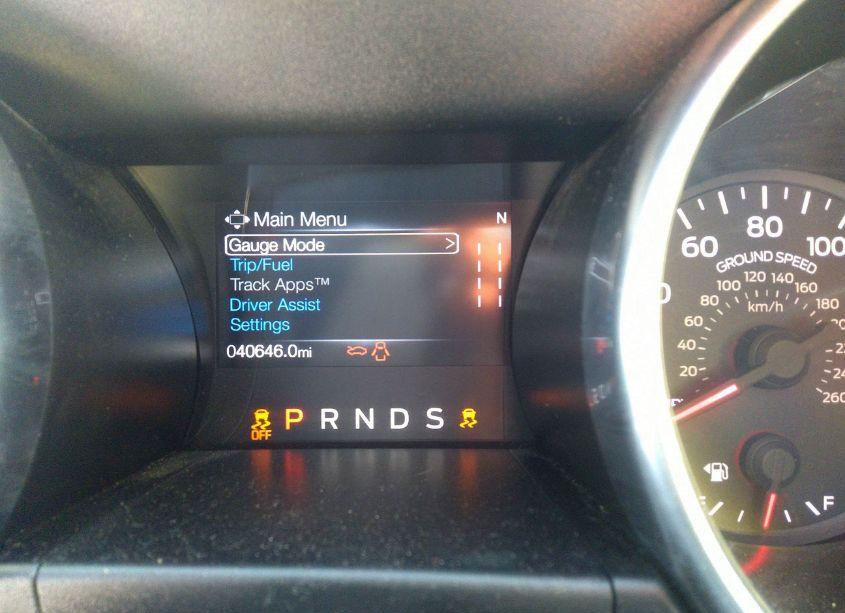 Main Menu N
Gauge Mode >
Trip/Fuel
Track Apps™
Driver Assist
Settings
040646.0mi
OFF P R N D S
60 80 100
GROUND SPEED
km/h
20 40 60 80 100 120 140 160 180
260
F